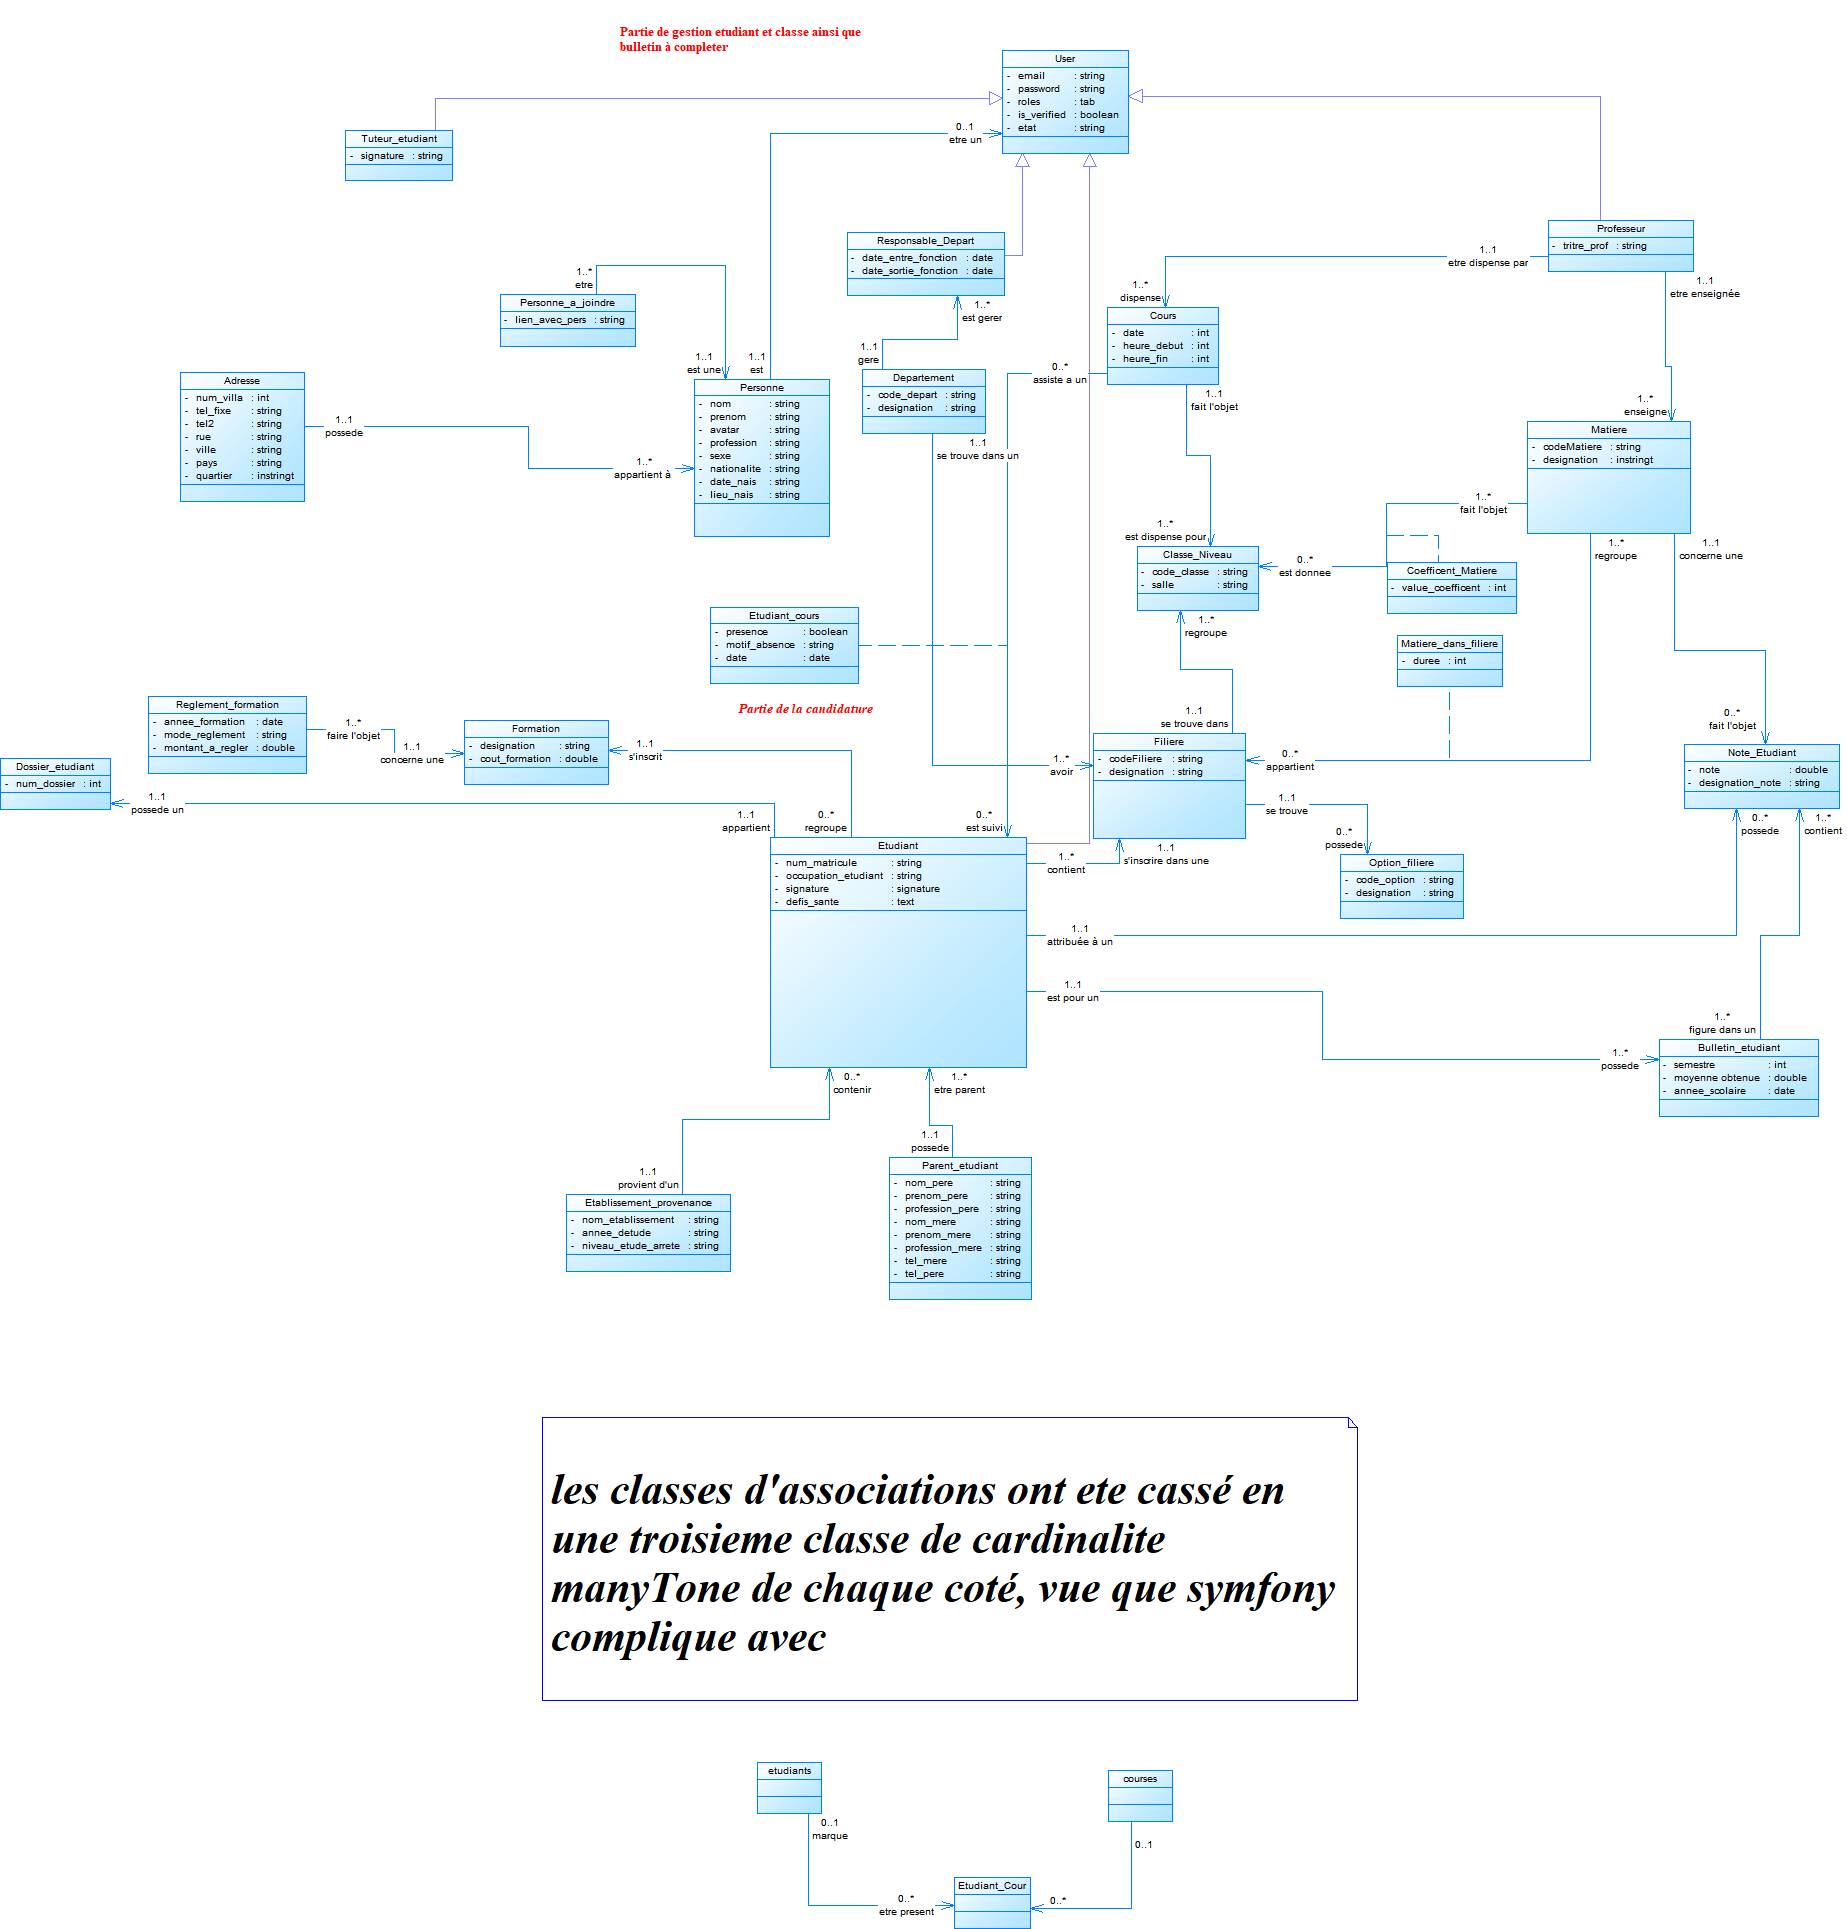 Partie de gestion etudiant et classe ainsi que
bulletin à completer
User
- email : string
- password : string
- roles : tab
- is_verified : boolean
- etat : string
Tuteur_etudiant
- signature : string
0..1
etre un
Responsable_Depart
- date_entre_fonction : date
- date_sortie_fonction : date
Professeur
- tritre_prof : string
1..1
etre dispense par
1..1
etre enseignée
1..*
etre
Personne_a_joindre
- lien_avec_pers : string
1..*
est gerer
1..*
dispense
Cours
- date : int
- heure_debut : int
- heure_fin : int
1..1
gere
1..1
est une
1..1
est
0..*
assiste a un
Adresse
- num_villa : int
- tel_fixe : string
- tel2 : string
- rue : string
- ville : string
- pays : string
- quartier : instringt
Personne
- nom : string
- prenom : string
- avatar : string
- profession : string
- sexe : string
- nationalite : string
- date_nais : string
- lieu_nais : string
Departement
- code_depart : string
- designation : string
1..1
fait l'objet
1..*
enseigne
1..1
possede
1..*
appartient à
1..1
se trouve dans un
Matiere
- codeMatiere : string
- designation : instringt
1..*
fait l'objet
1..*
est dispense pour
Classe_Niveau
- code_classe : string
- salle : string
0..*
est donnee
Coefficent_Matiere
- value_coefficent : int
1..*
regroupe
1..1
concerne une
Etudiant_cours
- presence : boolean
- motif_absence : string
- date : date
1..*
regroupe
Matiere_dans_filiere
- duree : int
Partie de la candidature
Reglement_formation
- annee_formation : date
- mode_reglement : string
- montant_a_regler : double
1..*
faire l'objet
1..1
concerne une
Formation
- designation : string
- cout_formation : double
1..1
s'inscrit
1..1
se trouve dans
0..*
fait l'objet
Filiere
- codeFiliere : string
- designation : string
1..*
avoir
0..*
appartient
Note_Etudiant
- note : double
- designation_note : string
Dossier_etudiant
- num_dossier : int
1..1
possede un
1..1
appartient
0..*
regroupe
0..*
est suivi
1..1
se trouve
0..*
possede
0..*
possede
1..*
contient
Etudiant
- num_matricule : string
- occupation_etudiant : string
- signature : signature
- defis_sante : text
1..*
contient
1..1
s'inscrire dans une
Option_filiere
- code_option : string
- designation : string
1..1
attribuée à un
1..1
est pour un
1..*
figure dans un
1..*
possede
Bulletin_etudiant
- semestre : int
- moyenne obtenue : double
- annee_scolaire : date
0..*
contenir
1..*
etre parent
1..1
possede
1..1
provient d'un
Parent_etudiant
- nom_pere : string
- prenom_pere : string
- profession_pere : string
- nom_mere : string
- prenom_mere : string
- profession_mere : string
- tel_mere : string
- tel_pere : string
Etablissement_provenance
- nom_etablissement : string
- annee_detude : string
- niveau_etude_arrete : string
les classes d'associations ont ete cassé en
une troisieme classe de cardinalite
manyTone de chaque coté, vue que symfony
complique avec
etudiants
courses
0..1
marque
0..1
Etudiant_Cour
0..*
etre present
0..*